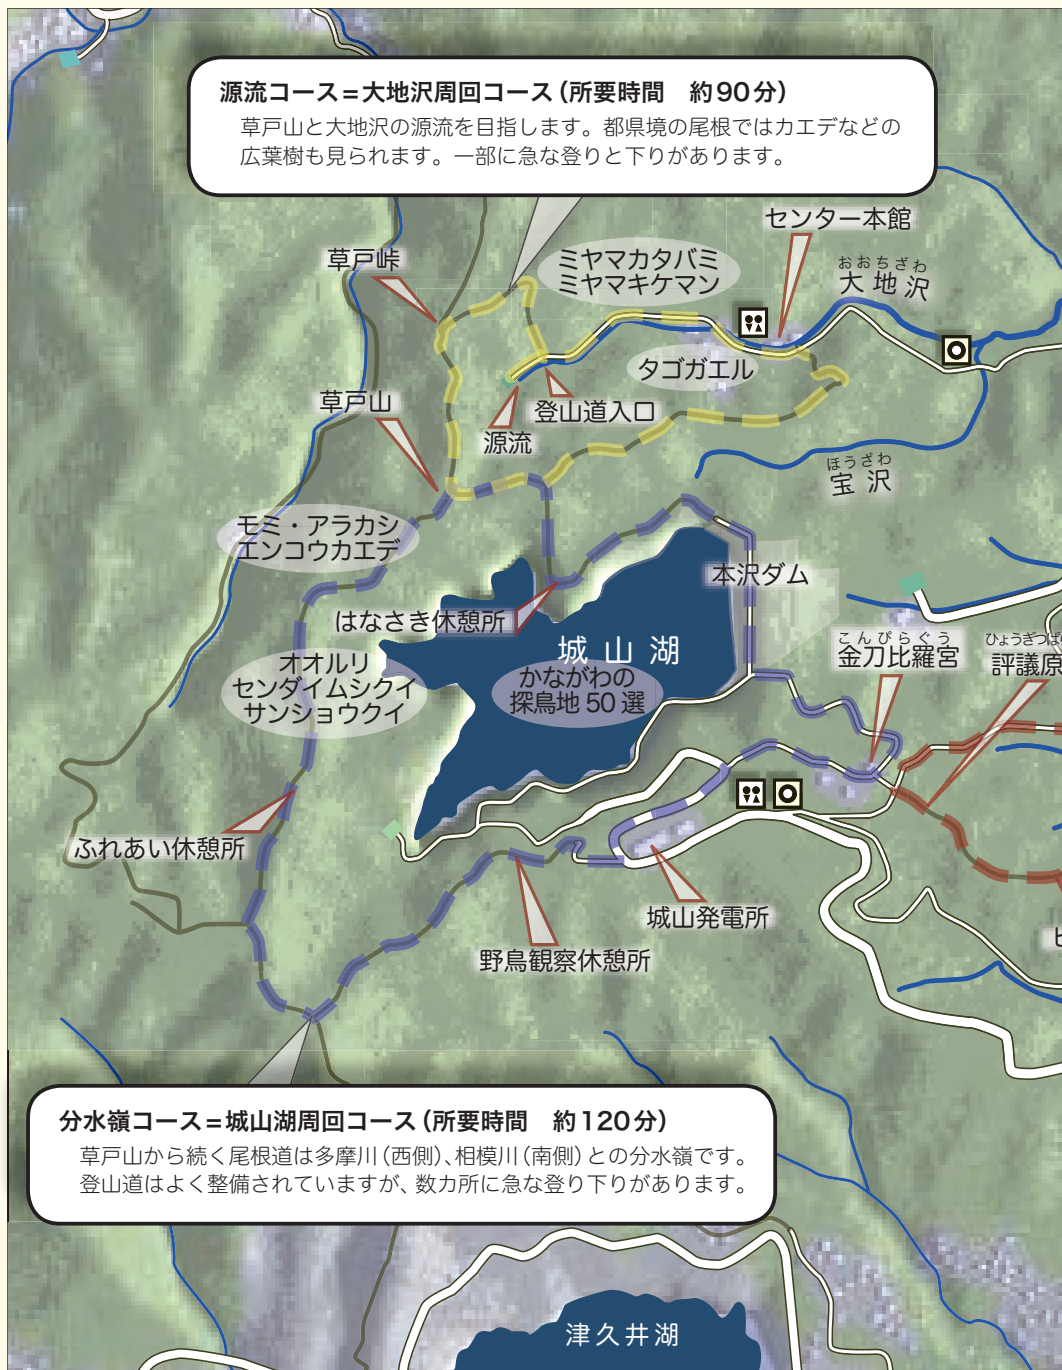 源流コース=大地沢周回コース(所要時間　約90分)
草戸山と大地沢の源流を目指します。都県境の尾根ではカエデなどの
広葉樹も見られます。一部に急な登りと下りがあります。
センター本館
草戸峠
ミヤマカタバミ
ミヤマキケマン
おおちざわ
大地沢
タゴガエル
草戸山
登山道入口
源流
ほうざわ
宝沢
モミ・アラカシ
エンコウカエデ
本沢ダム
はなさき休憩所
城山湖
こんぴらぐう
金刀比羅宮
ひょうぎつば
評議原
オオルリ
センダイムシクイ
サンショウクイ
かながわの
探鳥地50選
ふれあい休憩所
城山発電所
野鳥観察休憩所
分水嶺コース=城山湖周回コース(所要時間　約120分)
草戸山から続く尾根道は多摩川(西側)、相模川(南側)との分水嶺です。
登山道はよく整備されていますが、数カ所に急な登り下りがあります。
津久井湖